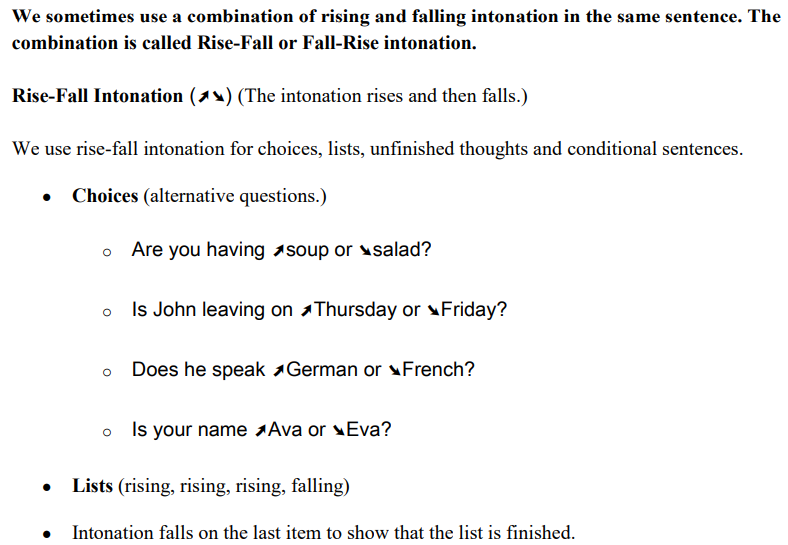 We sometimes use a combination of rising and falling intonation in the same sentence. The
combination is called Rise-Fall or Fall-Rise intonation.
Rise-Fall Intonation (➚➘) (The intonation rises and then falls.)
We use rise-fall intonation for choices, lists, unfinished thoughts and conditional sentences.
• Choices (alternative questions.)
o Are you having ➚soup or ➘salad?
o Is John leaving on ➚Thursday or ➘Friday?
o Does he speak ➚German or ➘French?
o Is your name ➚Ava or ➘Eva?
• Lists (rising, rising, rising, falling)
• Intonation falls on the last item to show that the list is finished.